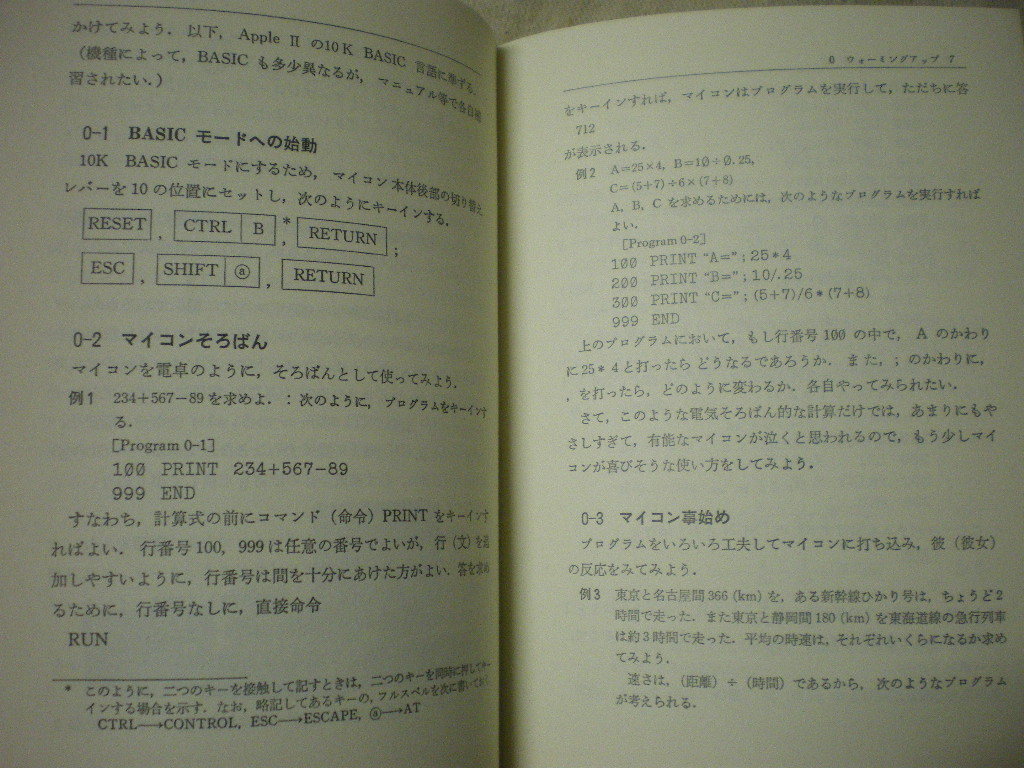 かけてみよう．以下，Apple Ⅱ の10 K BASIC 言語に準ずる．
（機種によって，BASIC も多少異なるが，マニュアル等で各自補
習されたい．）
0-1 BASIC モードへの始動
10K BASIC モードにするため，マイコン本体後部の切り替え
レバーを 10 の位置にセットし，次のようにキーインする．
RESET , CTRL B * , RETURN ;
ESC , SHIFT ⓐ , RETURN
0-2 マイコンそろばん
マイコンを電卓のように，そろばんとして使ってみよう．
例1 234+567−89を求めよ．：次のように，プログラムをキーインす
る．
[Program 0-1]
100 PRINT 234+567−89
999 END
すなわち，計算式の前にコマンド（命令）PRINT をキーインす
ればよい．行番号100，999は任意の番号でよいが，行（文）を追
加しやすいように，行番号は間を十分にあけた方がよい．答を求め
るために，行番号なしに，直接命令
RUN
* このように，二つのキーを接触して記すときは，二つのキーを同時に押してキー
インする場合を示す．なお，略記してあるキーの，フルスペルを次に書いておく
CTRL→CONTROL, ESC→ESCAPE, ⓐ→AT
0 ウォーミングアップ 7
をキーインすれば，マイコンはプログラムを実行して，ただちに答
712
が表示される．
例2 A=25×4, B=10÷0.25,
C=(5+7)÷6×(7+8)
A, B, C を求めるためには，次のようなプログラムを実行すれば
よい．
[Program 0-2]
100 PRINT “A=”; 25*4
200 PRINT “B=”; 10/.25
300 PRINT “C=”; (5+7)/6*(7+8)
999 END
上のプログラムにおいて，もし行番号 100 の中で，A のかわり
に25*4と打ったら どうなるであろうか．また，; のかわりに，
，を打ったら，どのように変わるか．各自やってみられたい．
さて，このような電気そろばん的な計算だけでは，あまりにもや
さしすぎて，有能なマイコンが泣くと思われるので，もう少しマイ
コンが喜びそうな使い方をしてみよう．
0-3 マイコン事始め
プログラムをいろいろ工夫してマイコンに打ち込み，彼（彼女）
の反応をみてみよう．
例3 東京と名古屋間 366 (km) を，ある新幹線ひかり号は，ちょうど2
時間で走った．また東京と静岡間 180 (km) を東海道線の急行列車
は約3時間で走った．平均の時速は，それぞれいくらになるか求め
てみよう．
速さは，（距離）÷（時間）であるから，次のようなプログラム
が考えられる．